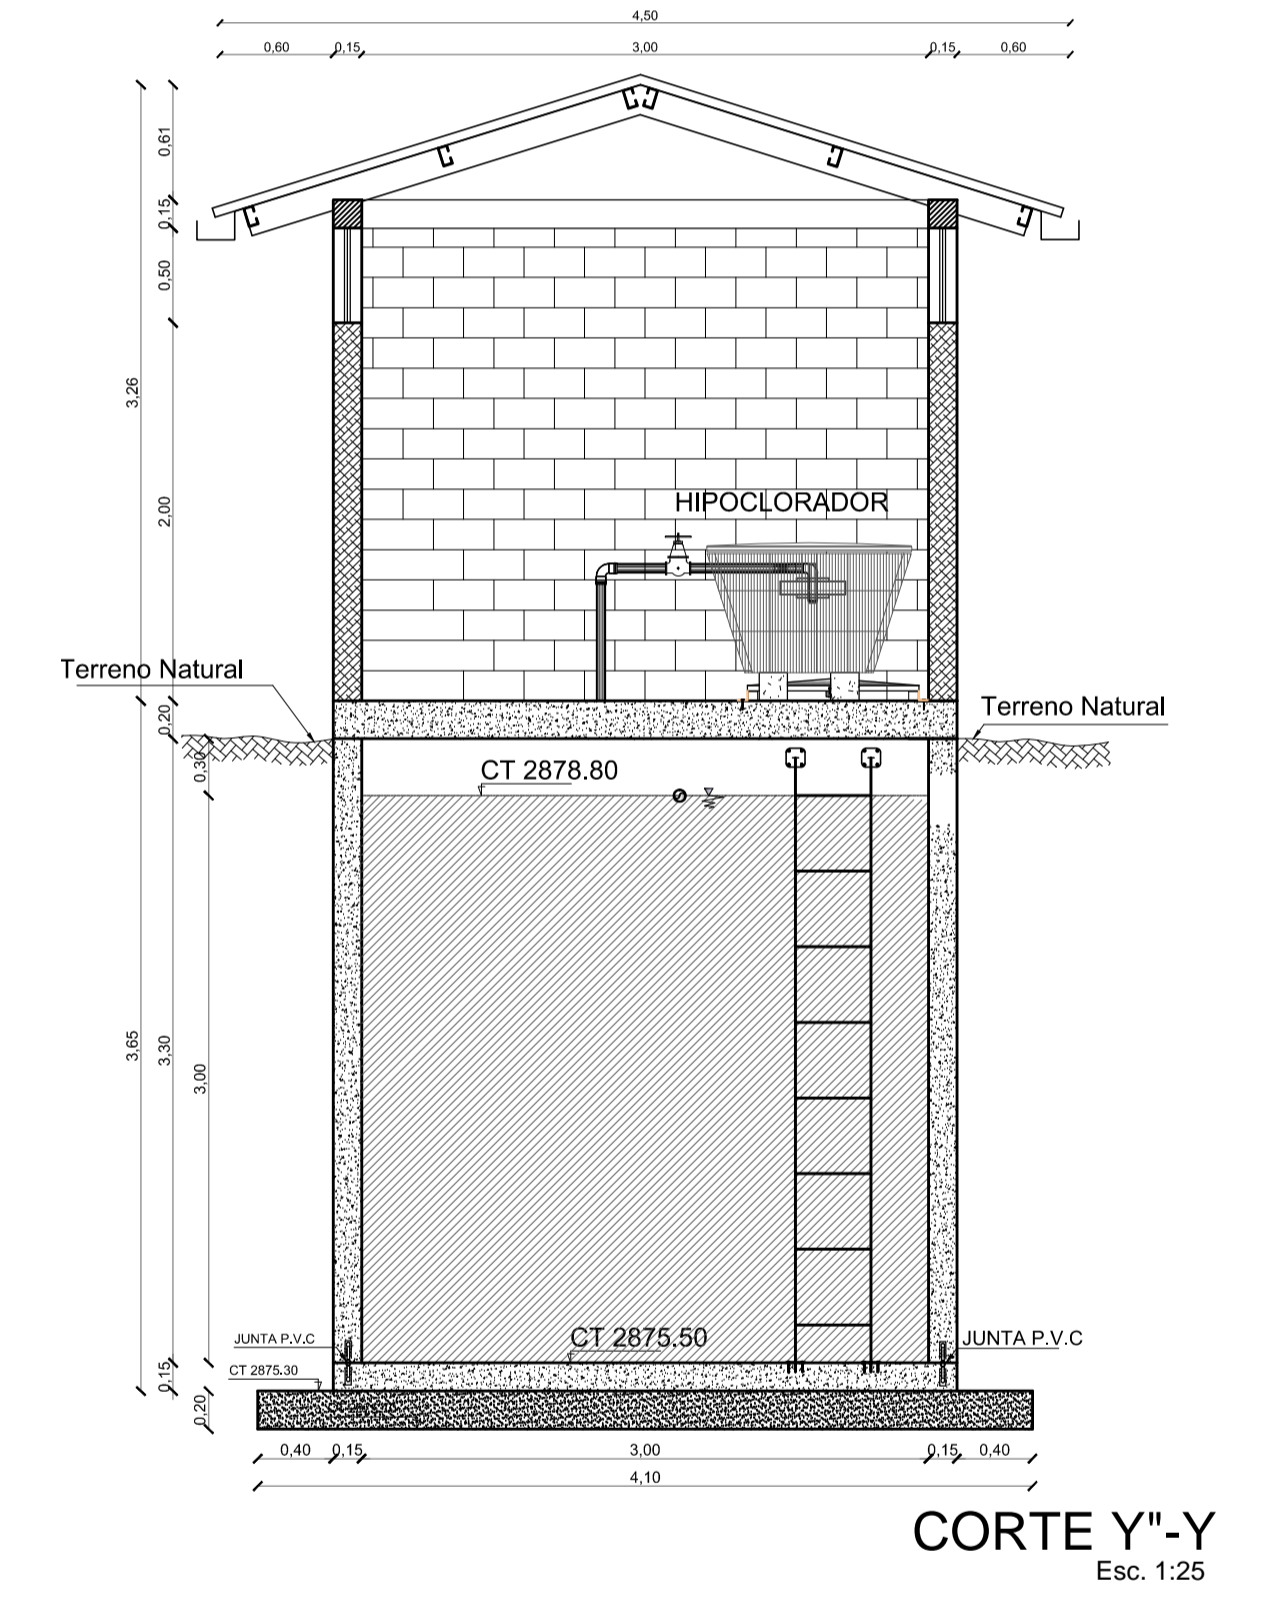 4,50
0,60 0,15 3,00 0,15 0,60
0,61
0,15
0,50
3,26
2,00
HIPOCLORADOR
Terreno Natural
Terreno Natural
0,20
0,30
CT 2878.80
3,65 3,30 3,00
JUNTA P.V.C CT 2875.50 JUNTA P.V.C
CT 2875.30
0,15
0,20
0,40 0,15 3,00 0,15 0,40
4,10
CORTE Y"-Y
Esc. 1:25